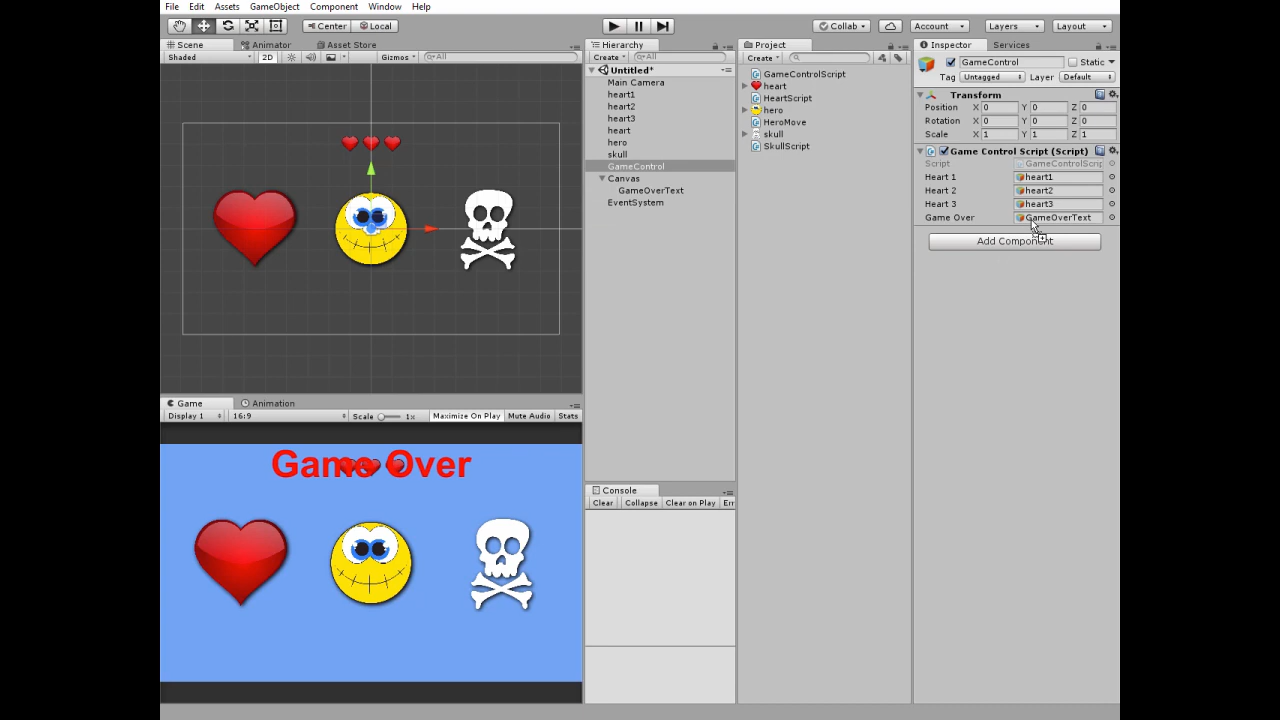 File Edit Assets GameObject Component Window Help
Center Local Collab Account Layers Layout
Scene Animator Asset Store
Shaded 2D Gizmos All
Hierarchy
Create All
Untitled*
Main Camera
heart1
heart2
heart3
heart
hero
skull
GameControl
Canvas
GameOverText
EventSystem
Project
Create
GameControlScript
heart
HeartScript
hero
HeroMove
skull
SkullScript
Inspector Services
GameControl Static
Tag Untagged Layer Default
Transform
Position X 0 Y 0 Z 0
Rotation X 0 Y 0 Z 0
Scale X 1 Y 1 Z 1
Game Control Script (Script)
Script GameControlScrip
Heart 1 heart1
Heart 2 heart2
Heart 3 heart3
Game Over GameOverText
Add Component
Game Animation
Display 1 16:9 Scale 1x Maximize On Play Mute Audio Stats
Game Over
Console
Clear Collapse Clear on Play Err